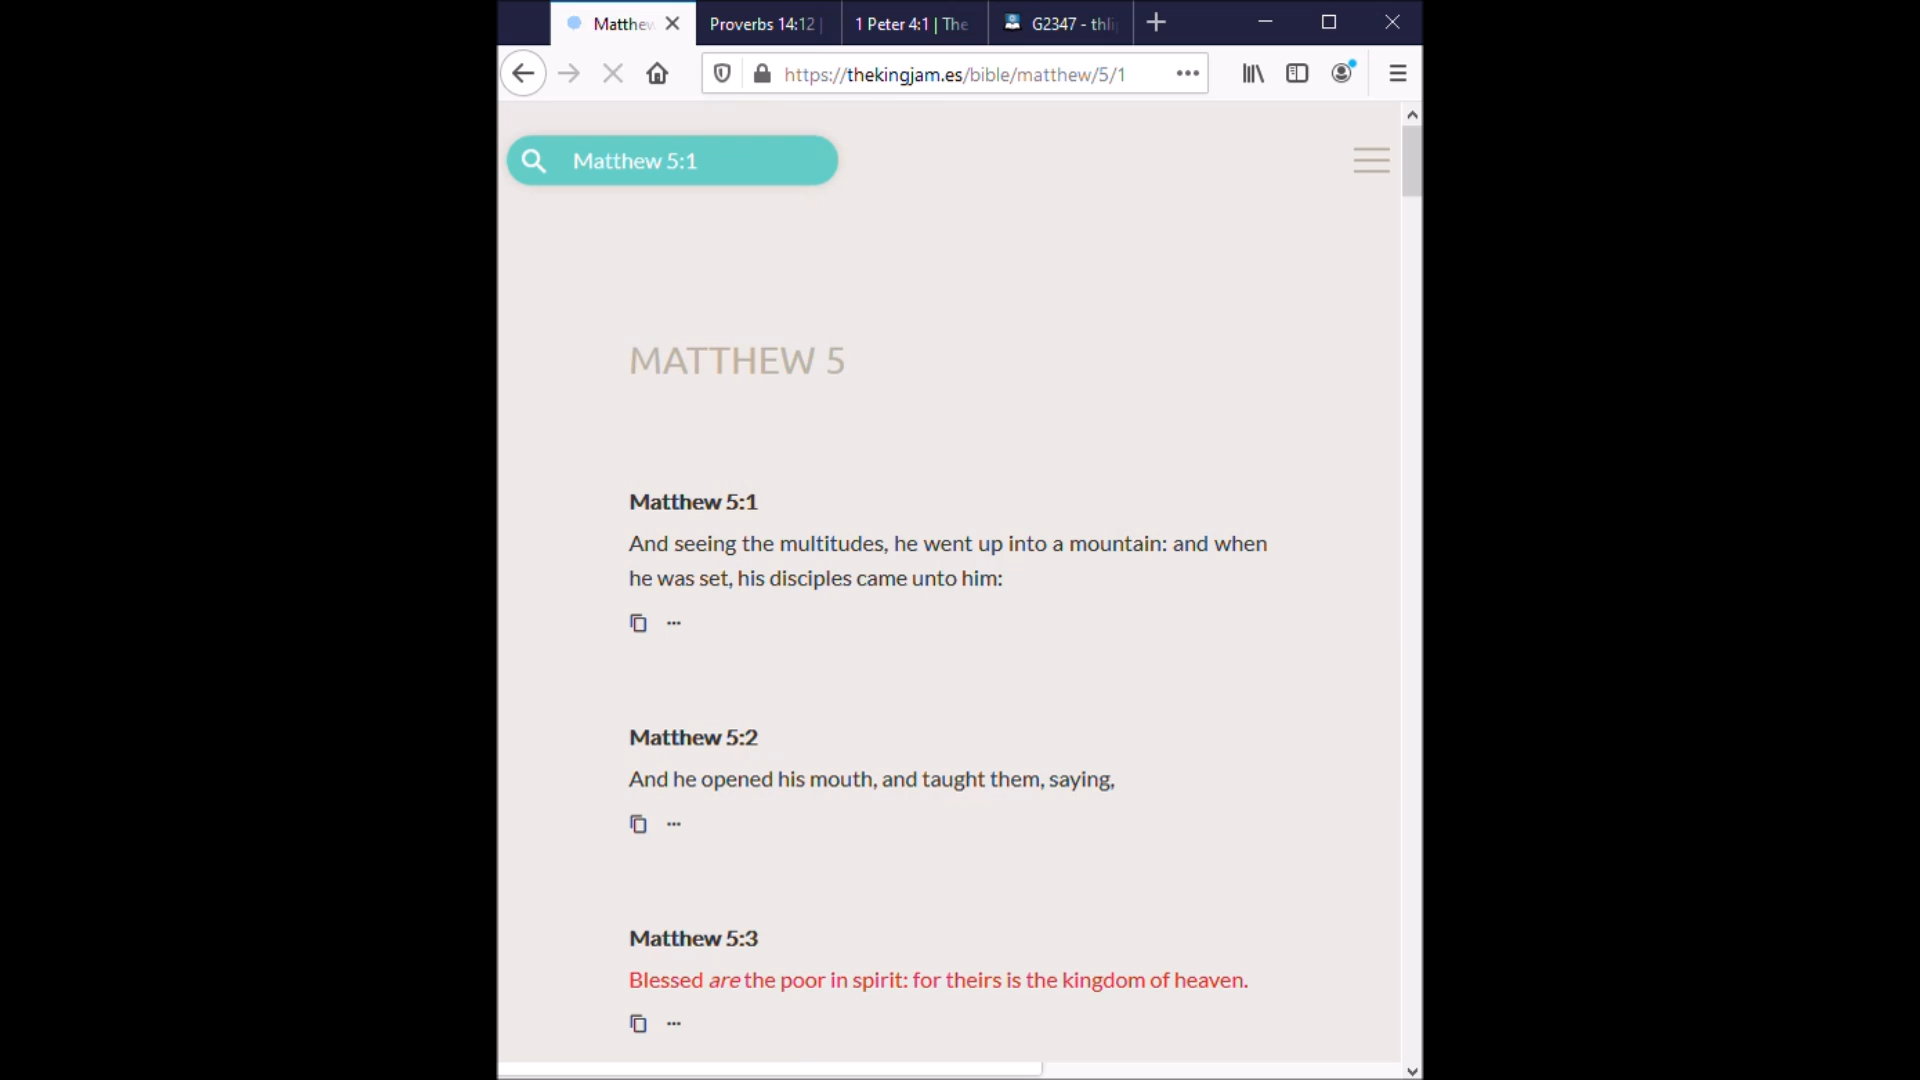 Matthew
Proverbs 14:12
1 Peter 4:1 | The
G2347 - thli
https://thekingjam.es/bible/matthew/5/1
Matthew 5:1
MATTHEW 5
Matthew 5:1
And seeing the multitudes, he went up into a mountain: and when
he was set, his disciples came unto him:
Matthew 5:2
And he opened his mouth, and taught them, saying,
Matthew 5:3
Blessed are the poor in spirit: for theirs is the kingdom of heaven.